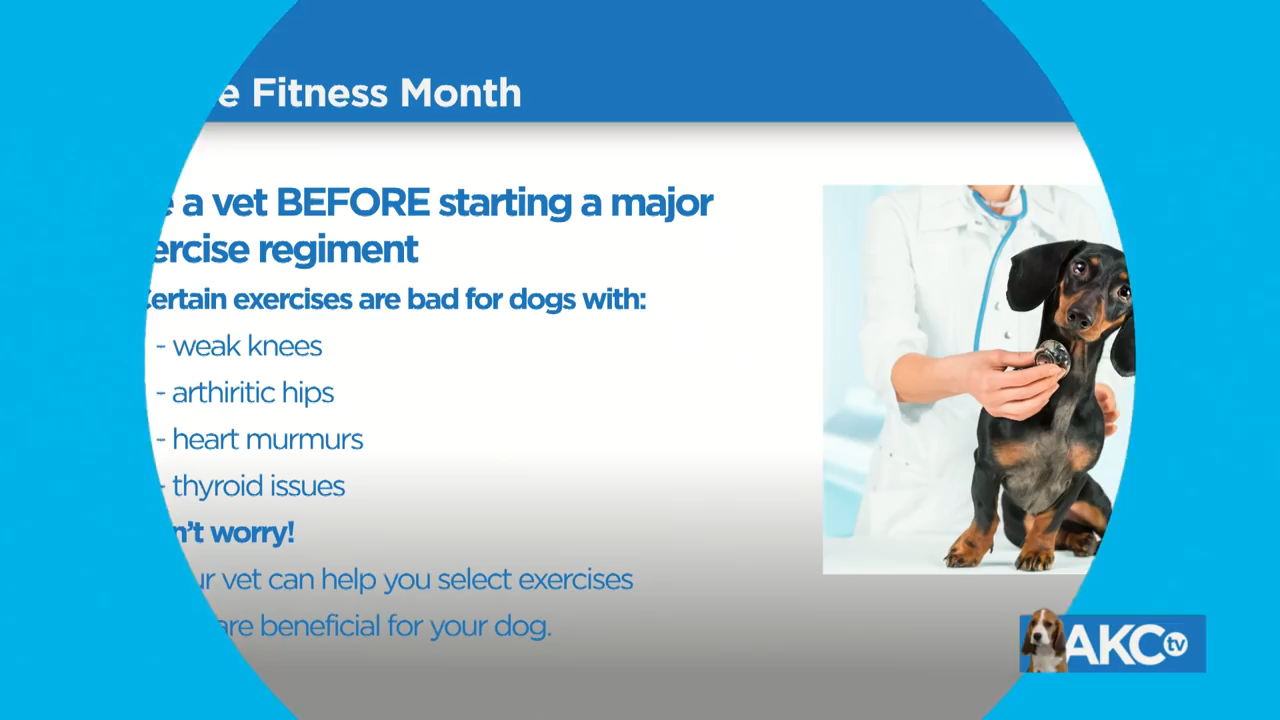 e Fitness Month
e a vet BEFORE starting a major
ercise regiment
Certain exercises are bad for dogs with:
- weak knees
- arthiritic hips
- heart murmurs
- thyroid issues
n't worry!
ur vet can help you select exercises
are beneficial for your dog.
AKC tv